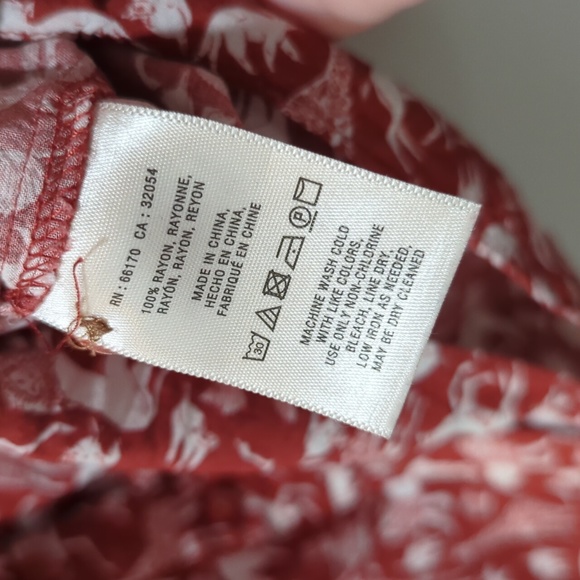 RN : 66170 CA : 32054
100% RAYON, RAYONNE,
RAYÓN, RAYON, REYON
MADE IN CHINA,
HECHO EN CHINA,
FABRIQUÉ EN CHINE
30 P
MACHINE WASH COLD
WITH LIKE COLORS,
USE ONLY NON-CHLORINE
BLEACH, LINE DRY,
LOW IRON AS NEEDED,
MAY BE DRY CLEANED